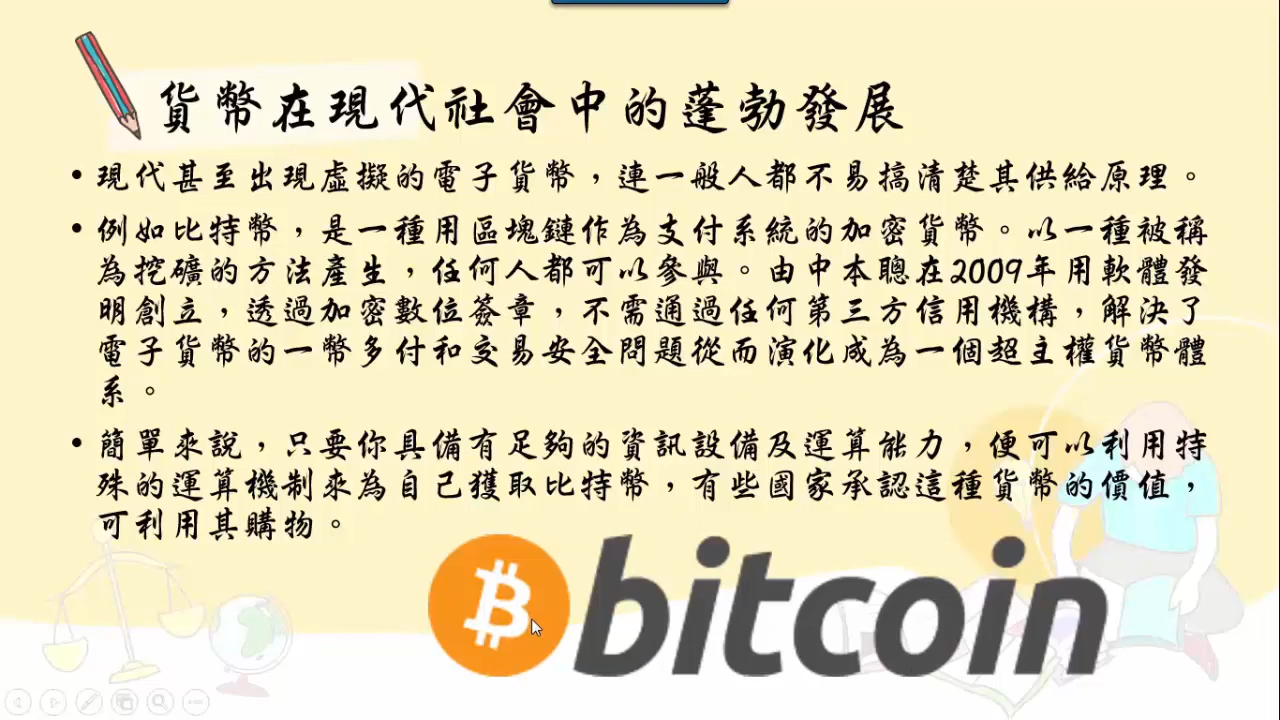 貨幣在現代社會中的蓬勃發展
• 現代甚至出現虛擬的電子貨幣，連一般人都不易搞清楚其供給原理。
• 例如比特幣，是一種用區塊鏈作為支付系統的加密貨幣。以一種被稱
為挖礦的方法產生，任何人都可以參與。由中本聰在2009年用軟體發
明創立，透過加密數位簽章，不需通過任何第三方信用機構，解決了
電子貨幣的一幣多付和交易安全問題從而演化成為一個超主權貨幣體
系。
• 簡單來說，只要你具備有足夠的資訊設備及運算能力，便可以利用特
殊的運算機制來為自己獲取比特幣，有些國家承認這種貨幣的價值，
可利用其購物。
bitcoin